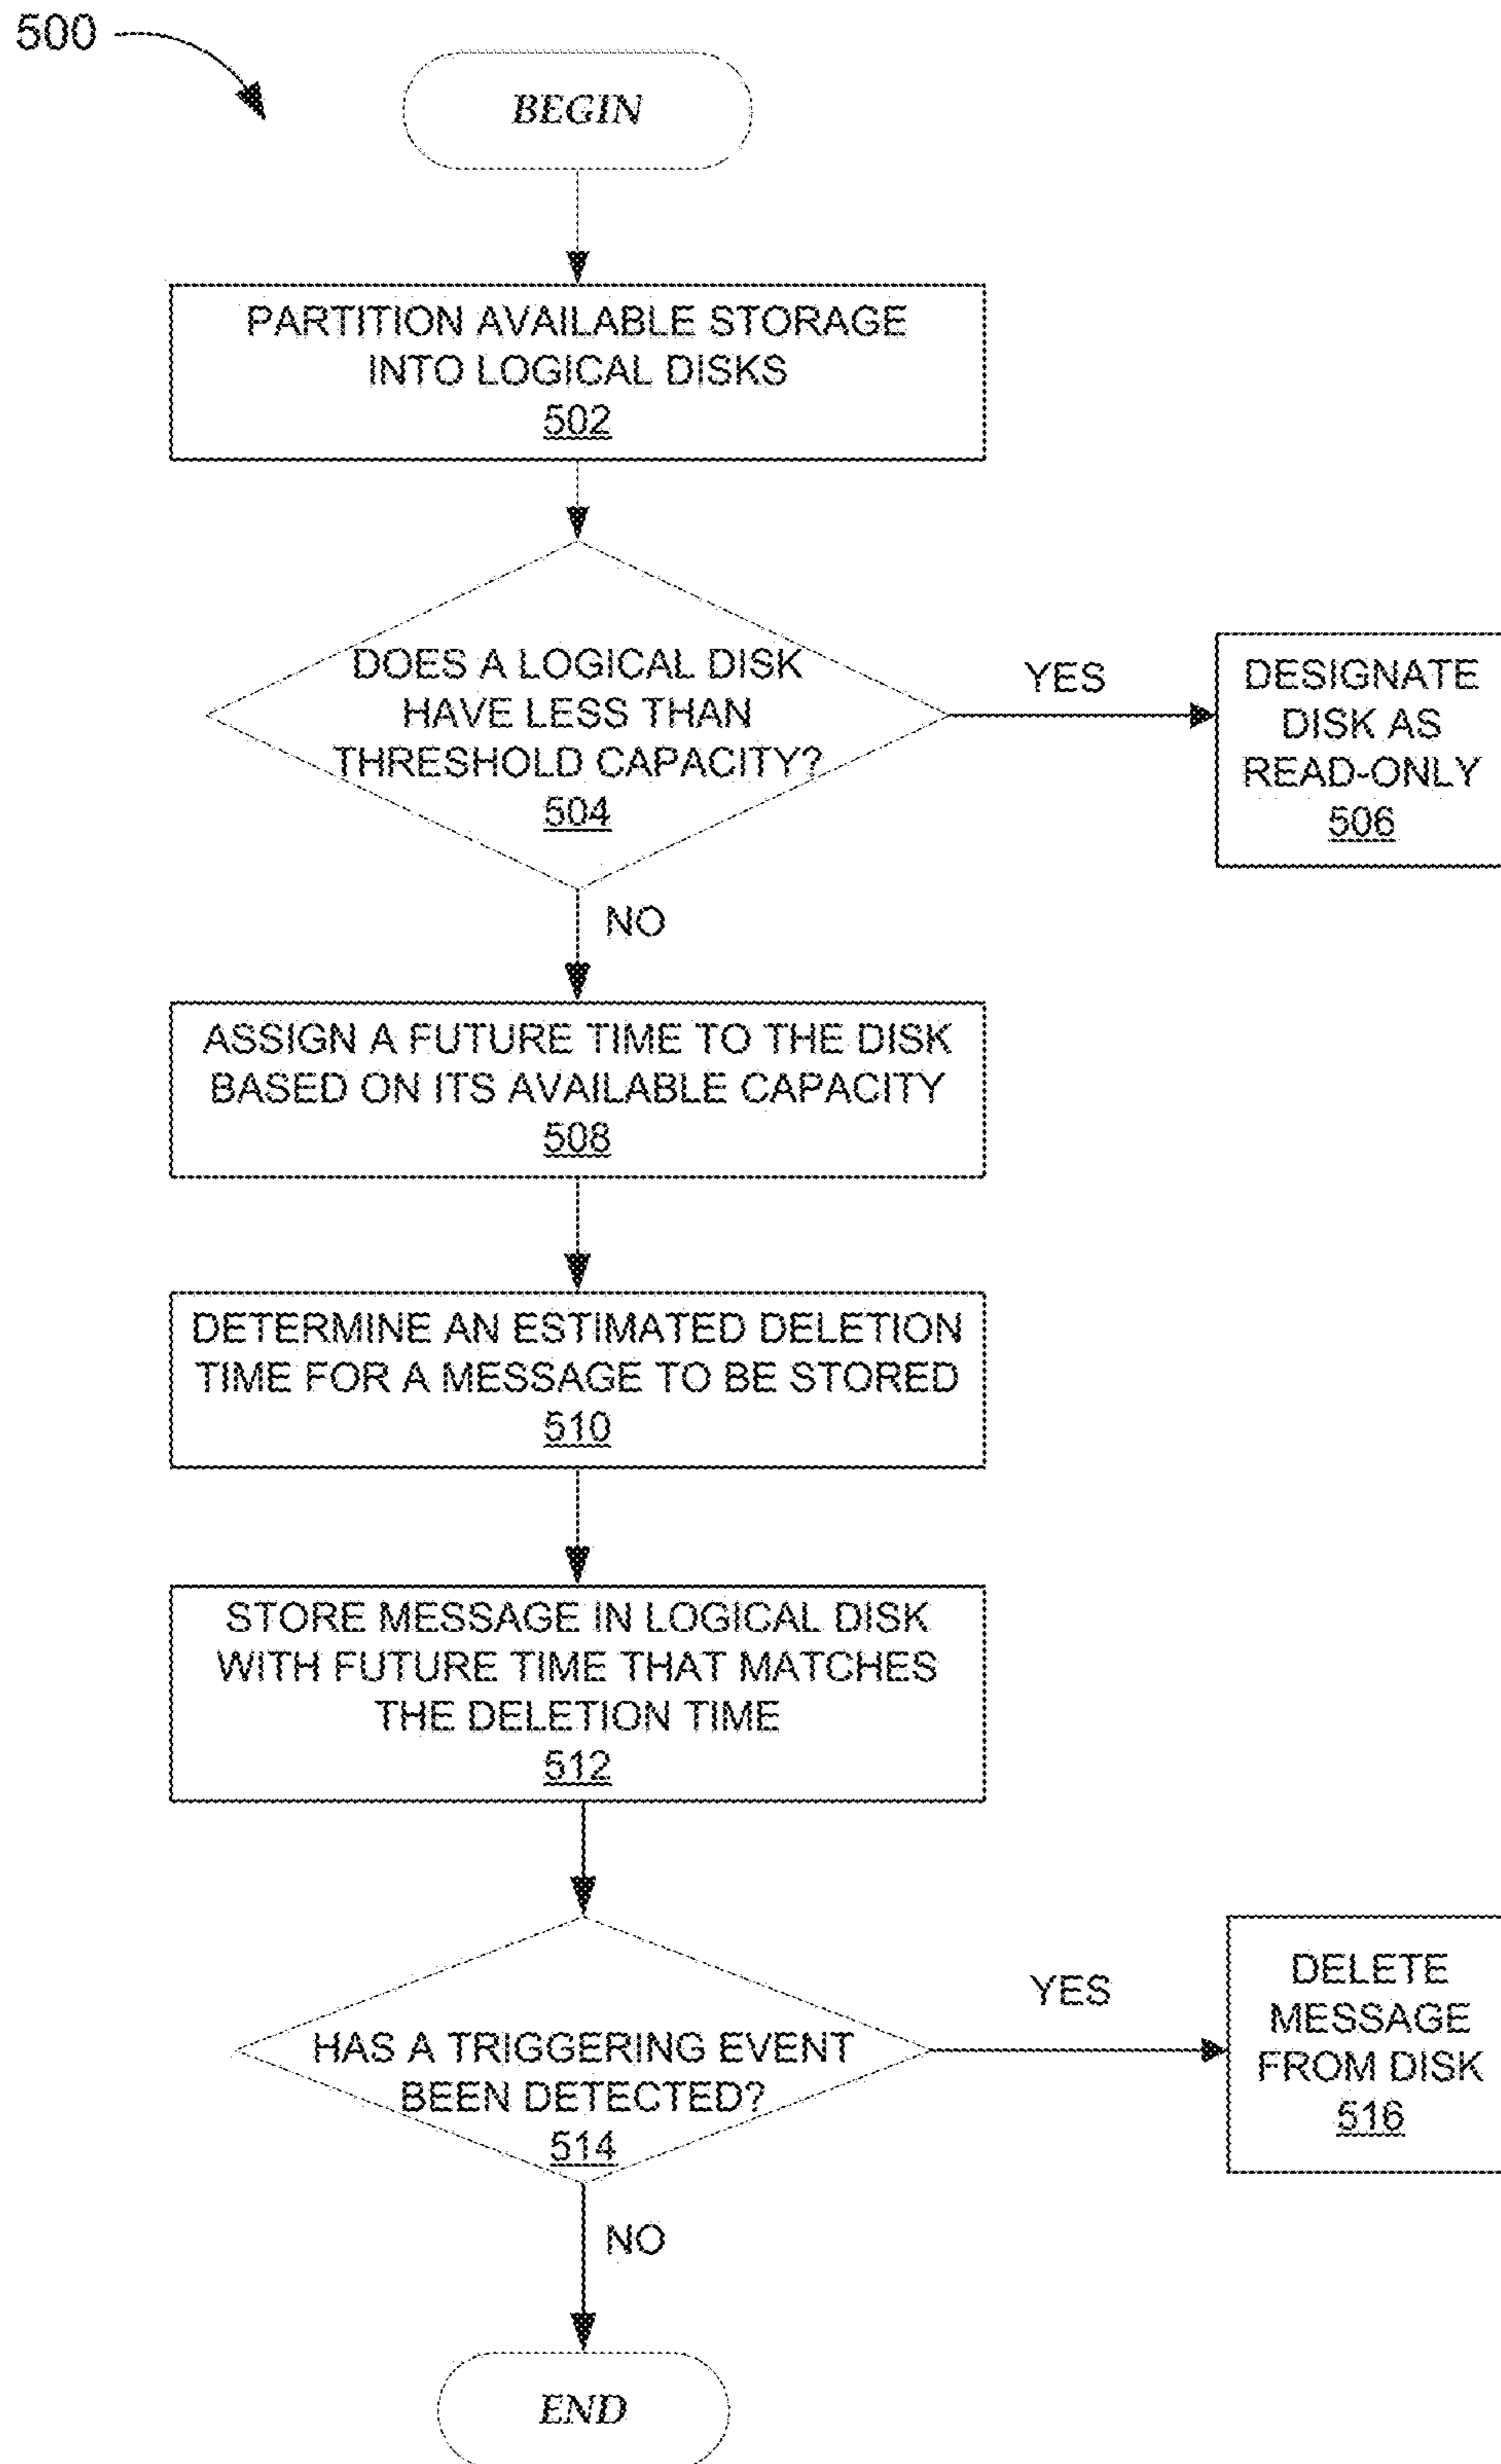 500
BEGIN
PARTITION AVAILABLE STORAGE
INTO LOGICAL DISKS
502
DOES A LOGICAL DISK
HAVE LESS THAN
THRESHOLD CAPACITY?
504
YES
DESIGNATE
DISK AS
READ-ONLY
506
NO
ASSIGN A FUTURE TIME TO THE DISK
BASED ON ITS AVAILABLE CAPACITY
508
DETERMINE AN ESTIMATED DELETION
TIME FOR A MESSAGE TO BE STORED
510
STORE MESSAGE IN LOGICAL DISK
WITH FUTURE TIME THAT MATCHES
THE DELETION TIME
512
HAS A TRIGGERING EVENT
BEEN DETECTED?
514
YES
DELETE
MESSAGE
FROM DISK
516
NO
END